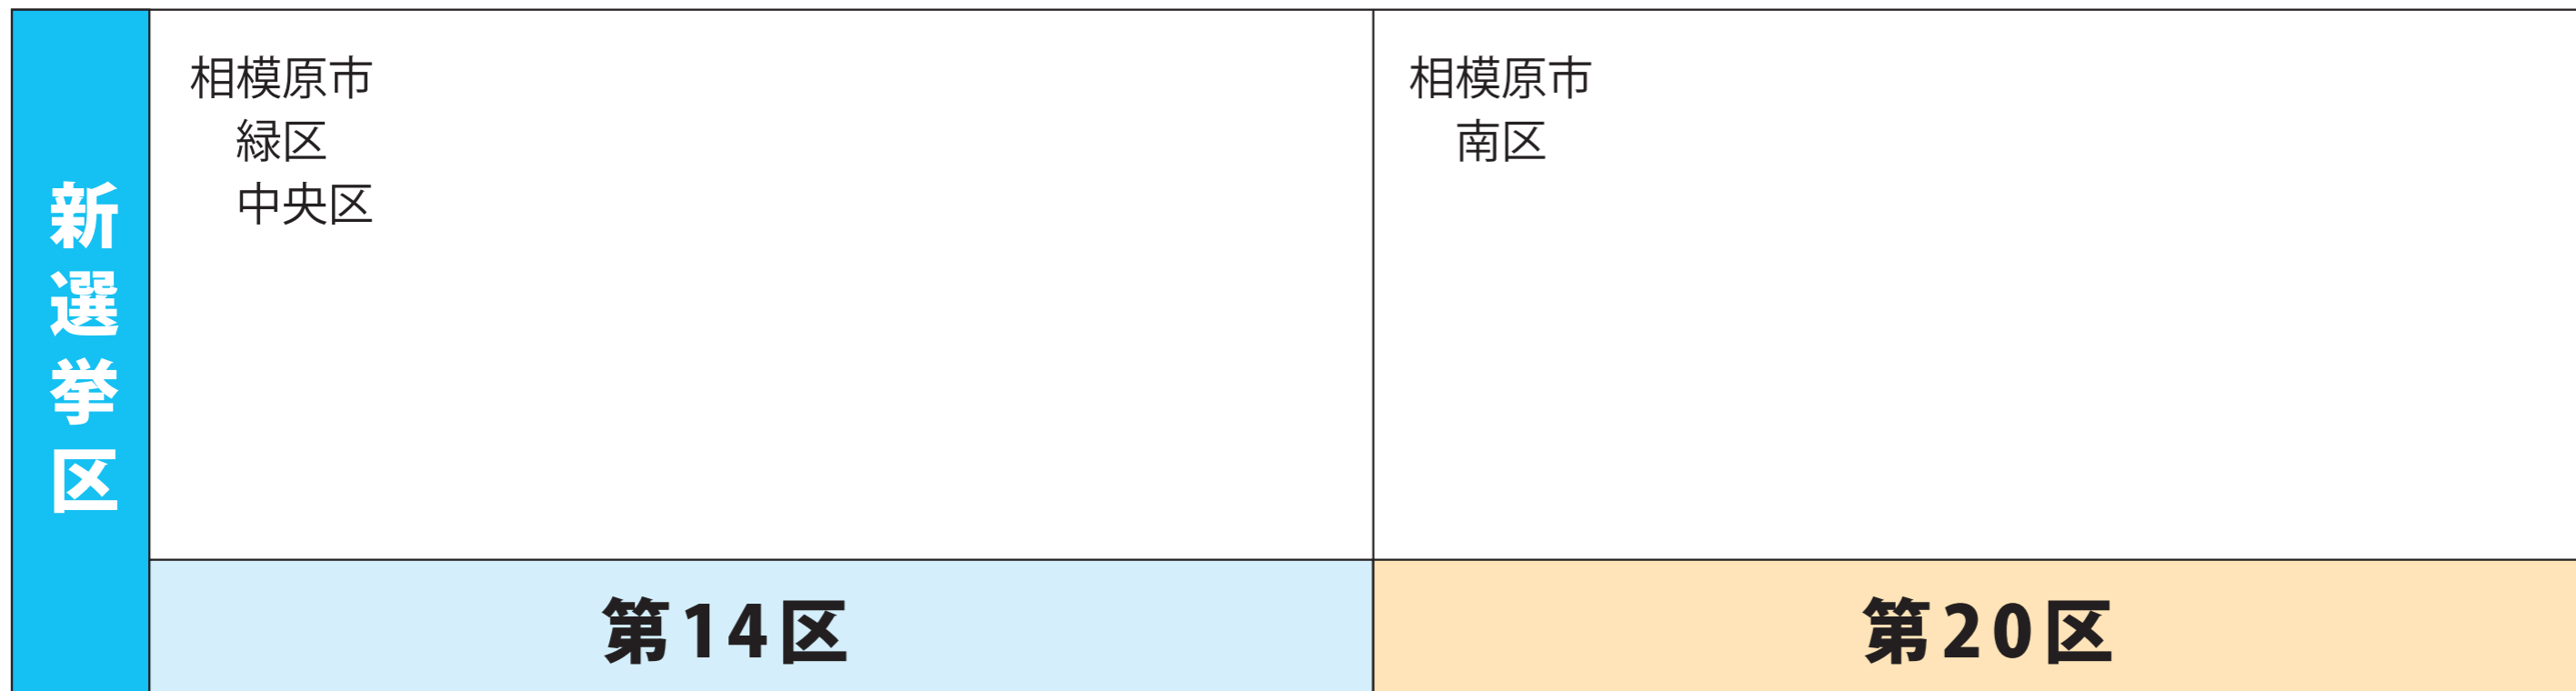 新選挙区
相模原市
緑区
中央区
第14区
相模原市
南区
第20区